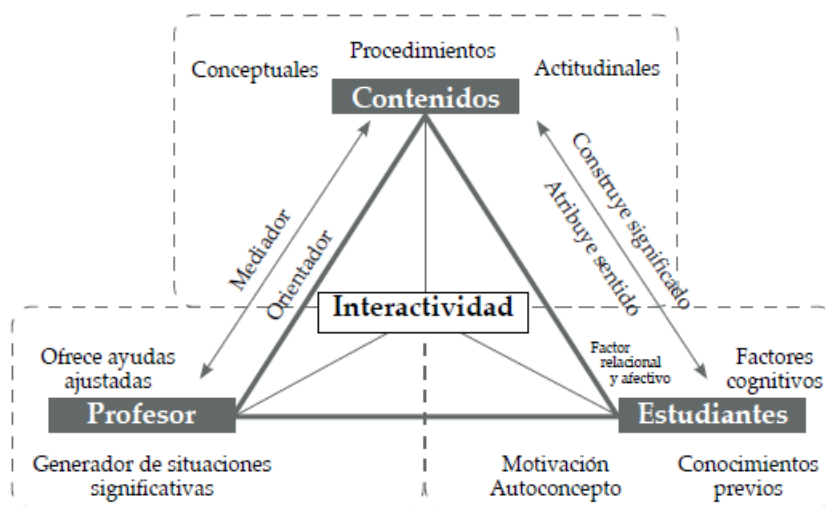 Procedimientos
Conceptuales
Actitudinales
Contenidos
Mediador
Orientador
Construye significado
Atribuye sentido
Interactividad
Ofrece ayudas
ajustadas
Profesor
Generador de situaciones
significativas
Factor
relacional
y afectivo
Factores
cognitivos
Estudiantes
Motivación
Autoconcepto
Conocimientos
previos